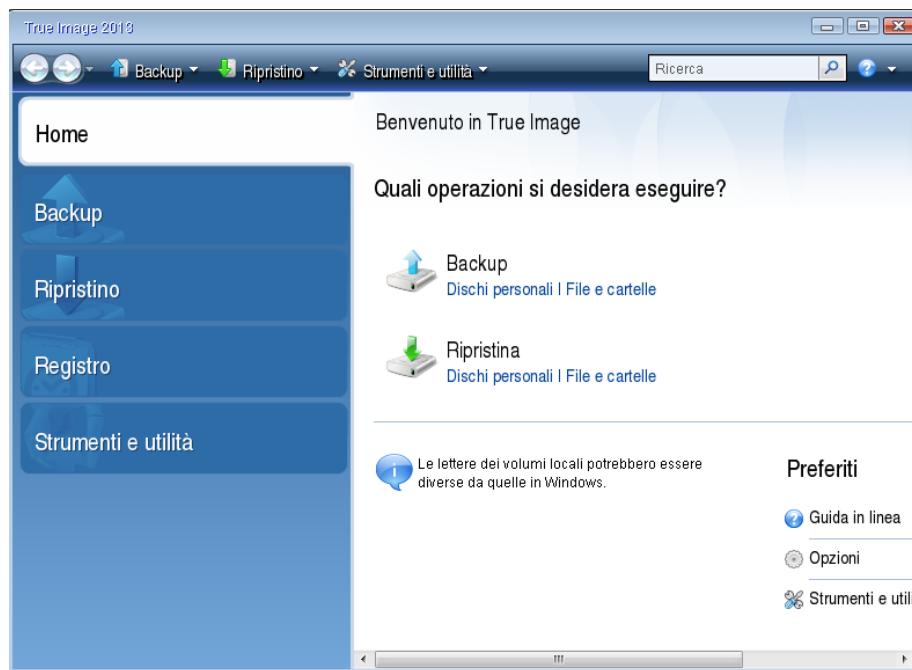 True Image 2013
Backup Ripristino Strumenti e utilità Ricerca
Home
Backup
Ripristino
Registro
Strumenti e utilità
Benvenuto in True Image
Quali operazioni si desidera eseguire?
Backup
Dischi personali | File e cartelle
Ripristina
Dischi personali | File e cartelle
Le lettere dei volumi locali potrebbero essere
diverse da quelle in Windows.
Preferiti
Guida in linea
Opzioni
Strumenti e utili